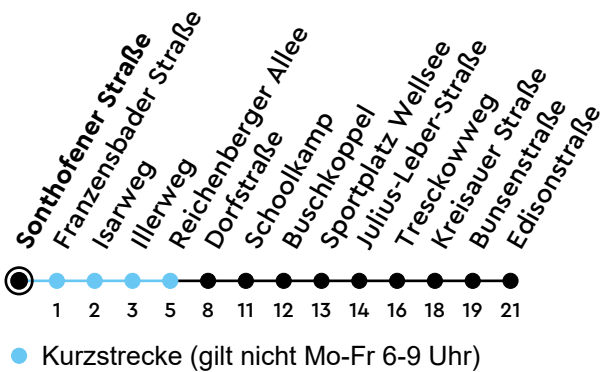 Sonthofener Straße
Franzensbader Straße
Isarweg
Illerweg
Reichenberger Allee
Dorfstraße
Schoolkamp
Buschkoppel
Sportplatz Wellsee
Julius-Leber-Straße
Tresckowweg
Kreisauer Straße
Bunsenstraße
Edisonstraße
1 2 3 5 8 11 12 13 14 16 18 19 21
Kurzstrecke (gilt nicht Mo-Fr 6-9 Uhr)